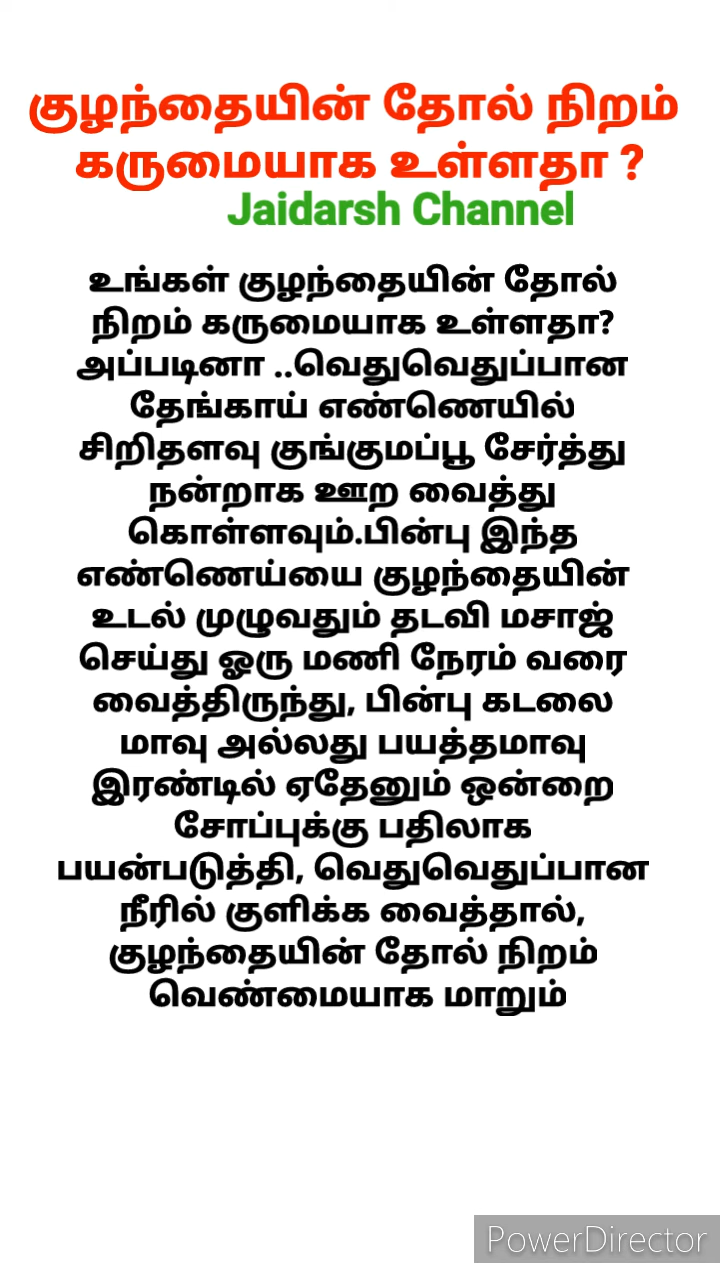 குழந்தையின் தோல் நிறம்
கருமையாக உள்ளதா ?
Jaidarsh Channel
உங்கள் குழந்தையின் தோல்
நிறம் கருமையாக உள்ளதா?
அப்படினா ..வெதுவெதுப்பான
தேங்காய் எண்ணெயில்
சிறிதளவு குங்குமப்பூ சேர்த்து
நன்றாக ஊற வைத்து
கொள்ளவும்.பின்பு இந்த
எண்ணெய்யை குழந்தையின்
உடல் முழுவதும் தடவி மசாஜ்
செய்து ஓரு மணி நேரம் வரை
வைத்திருந்து, பின்பு கடலை
மாவு அல்லது பயத்தமாவு
இரண்டில் ஏதேனும் ஒன்றை
சோப்புக்கு பதிலாக
பயன்படுத்தி, வெதுவெதுப்பான
நீரில் குளிக்க வைத்தால்,
குழந்தையின் தோல் நிறம்
வெண்மையாக மாறும்
PowerDirector